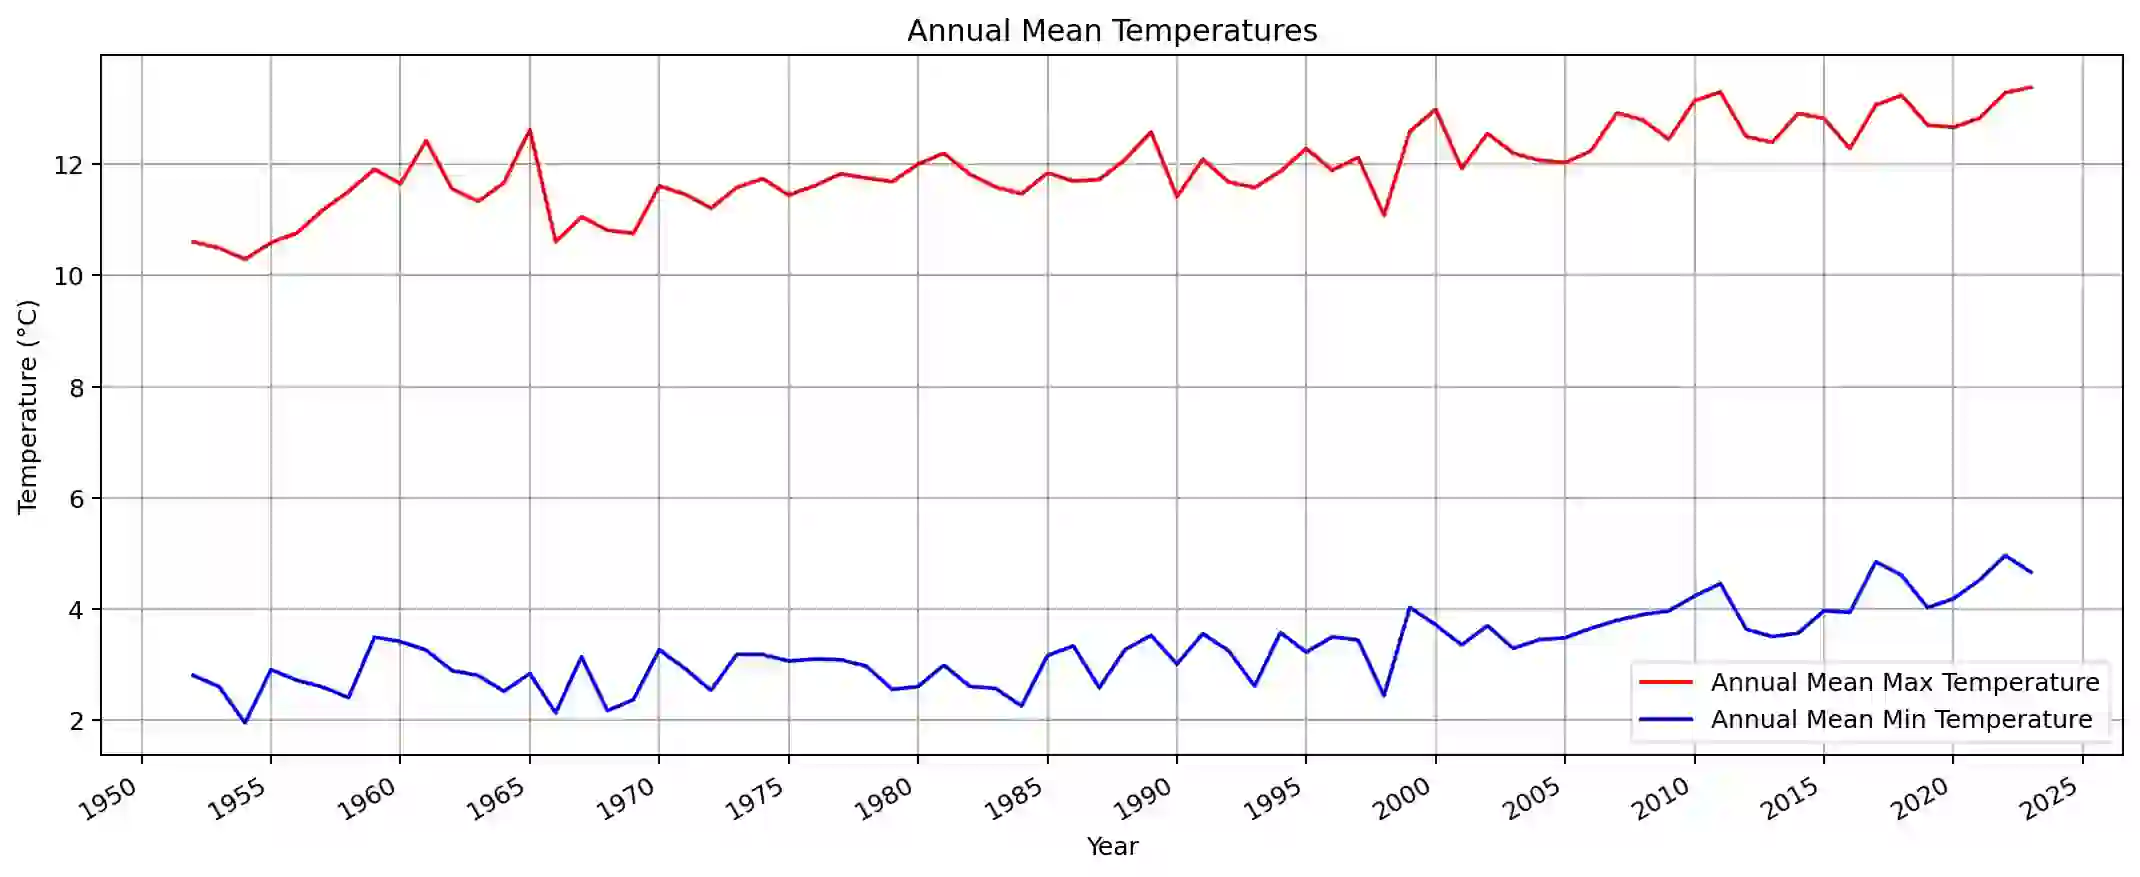 Annual Mean Temperatures
Temperature (°C)
12
10
8
6
4
2
Annual Mean Max Temperature
Annual Mean Min Temperature
1950 1955 1960 1965 1970 1975 1980 1985 1990 1995 2000 2005 2010 2015 2020 2025
Year